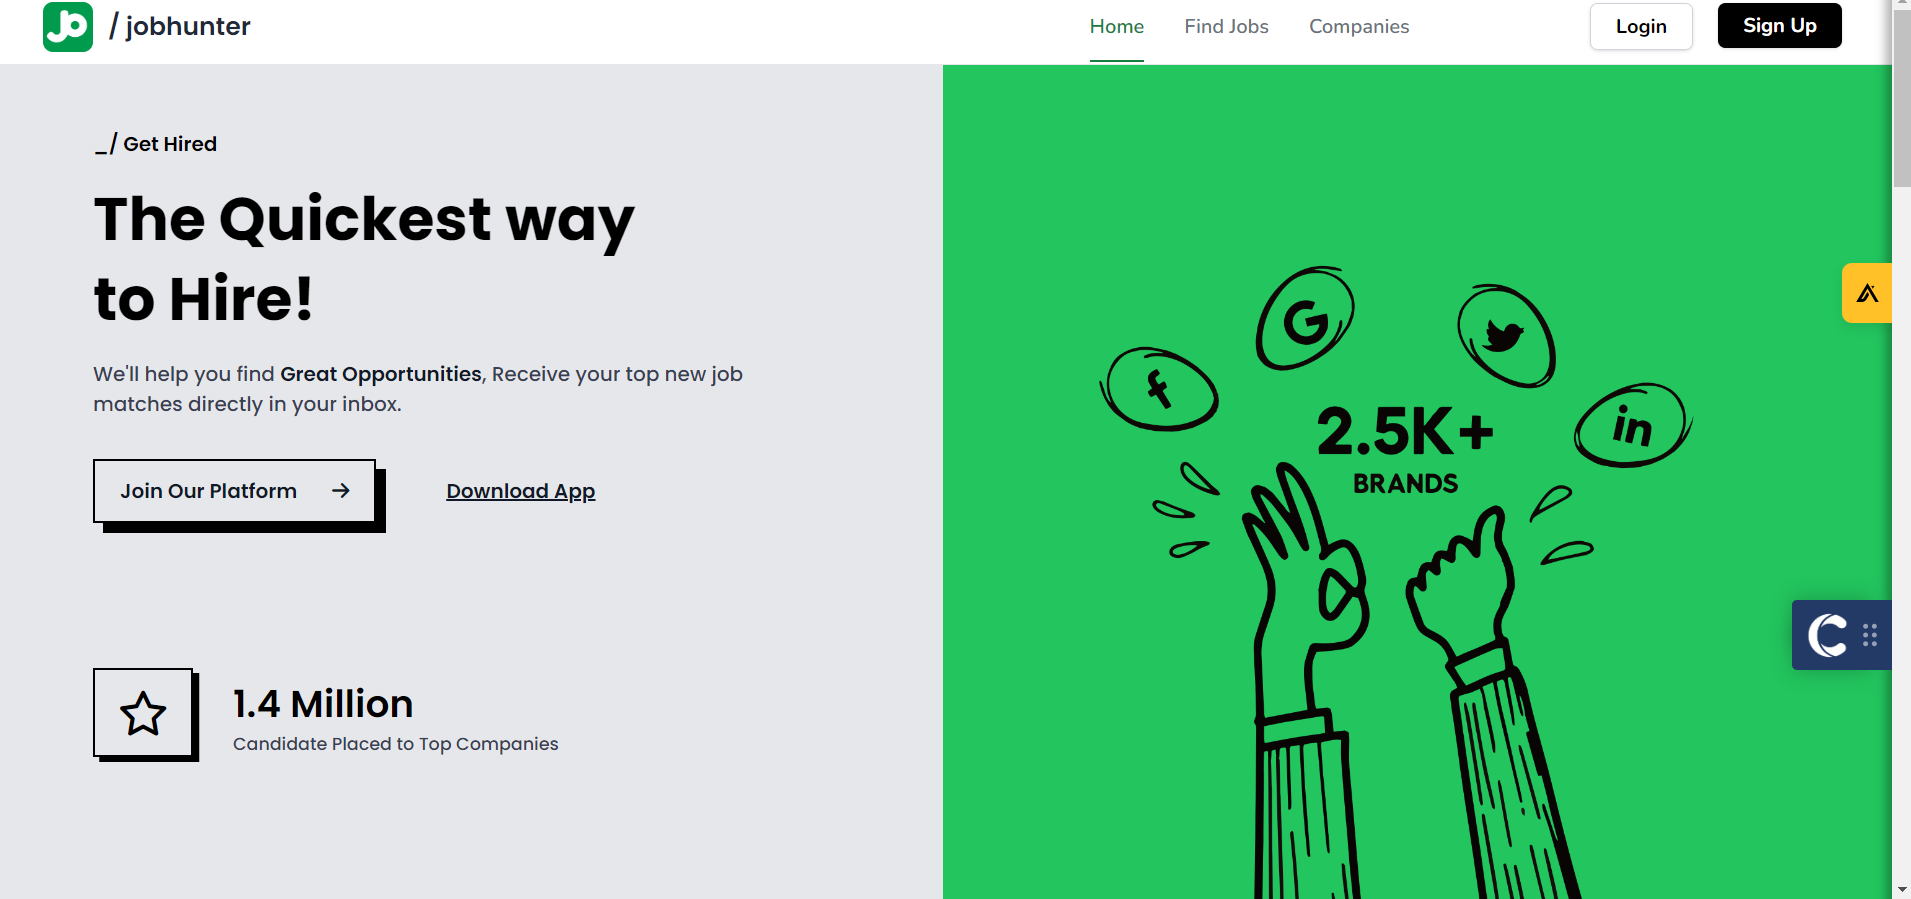 / jobhunter
Home
Find Jobs
Companies
Login
Sign Up
_/ Get Hired
The Quickest way
to Hire!
We'll help you find Great Opportunities, Receive your top new job
matches directly in your inbox.
Join Our Platform →
Download App
1.4 Million
Candidate Placed to Top Companies
G
f
in
2.5K+
BRANDS